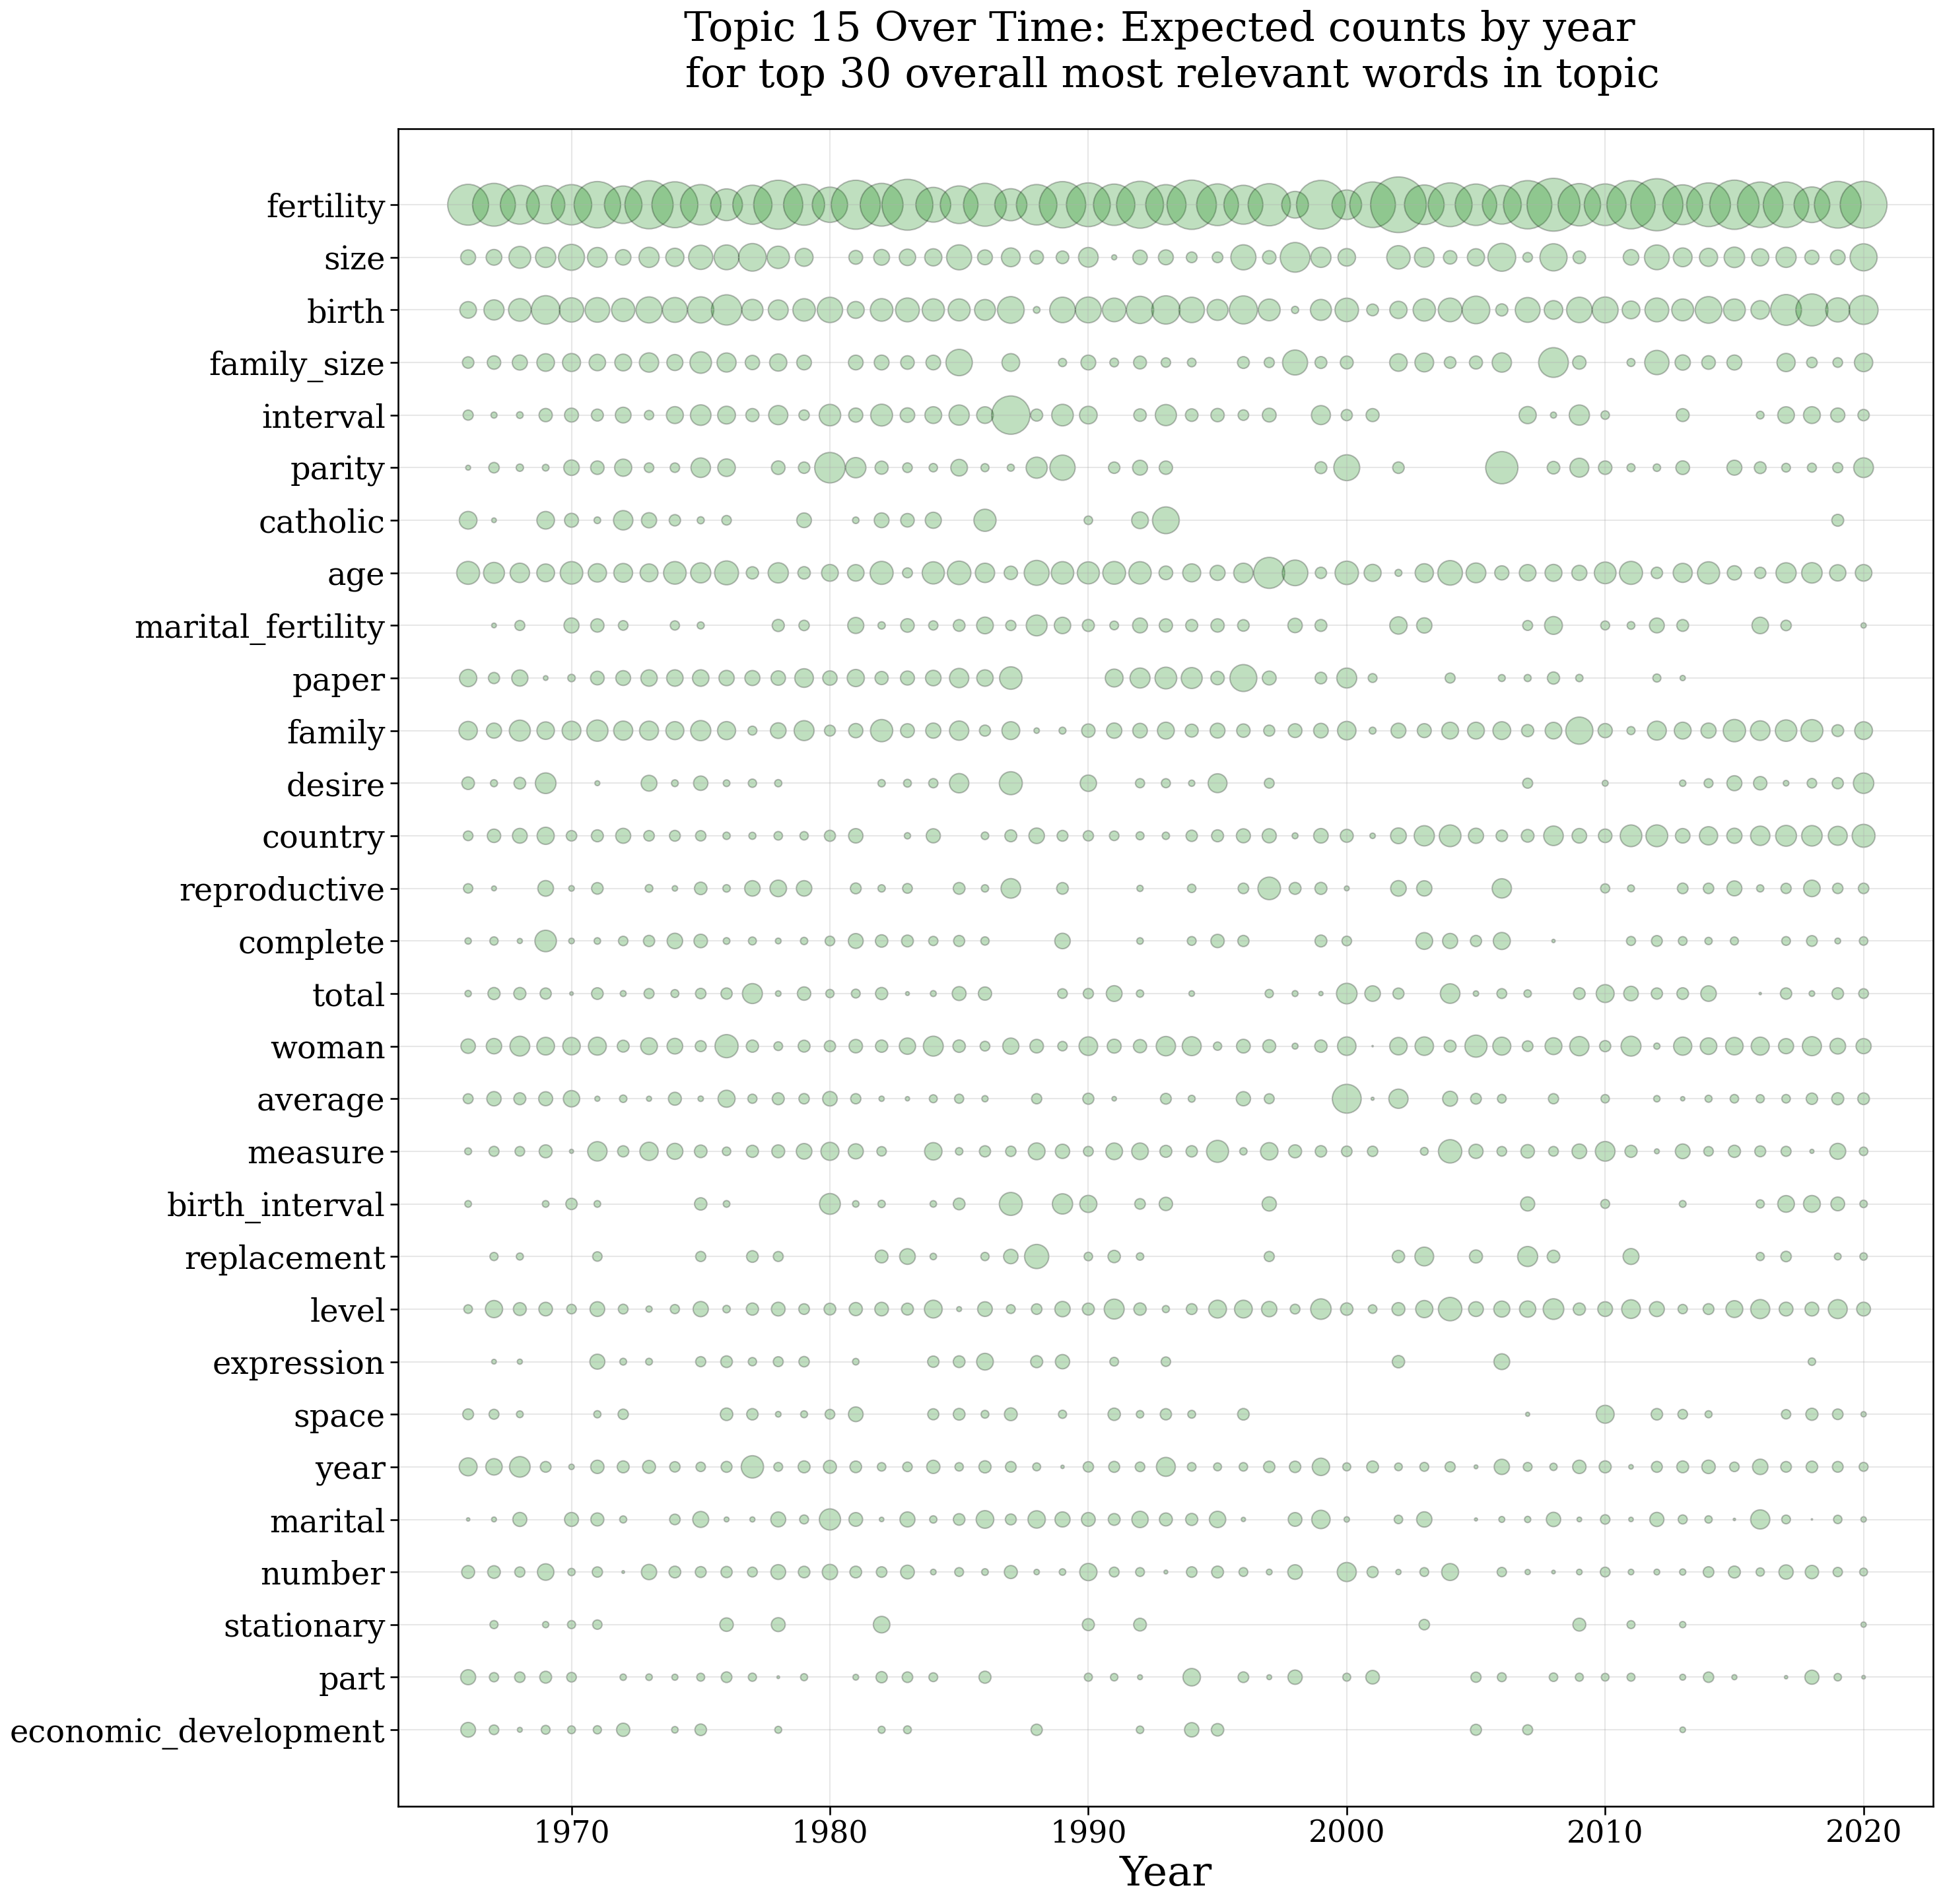 Topic 15 Over Time: Expected counts by year
for top 30 overall most relevant words in topic
fertility
size
birth
family_size
interval
parity
catholic
age
marital_fertility
paper
family
desire
country
reproductive
complete
total
woman
average
measure
birth_interval
replacement
level
expression
space
year
marital
number
stationary
part
economic_development
1970 1980 1990 2000 2010 2020
Year